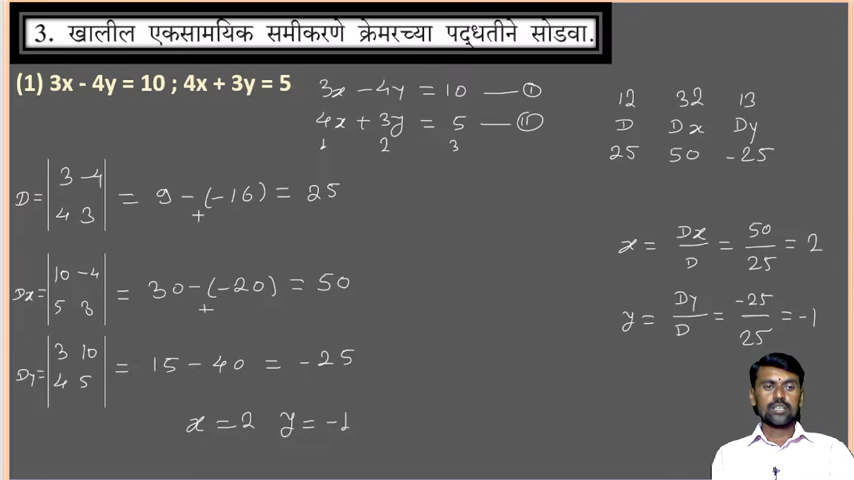 3. खालील एकसामयिक समीकरणे क्रेमरच्या पद्धतीने सोडवा.
(1) 3x - 4y = 10 ; 4x + 3y = 5
3x - 4y = 10 — (I)
4x + 3y = 5 — (II)
1 2 3
D = | 3 -4 | = 9 - (-16) = 25
| 4 3 |
+
Dx = | 10 -4 | = 30 - (-20) = 50
| 5 3 |
+
Dy = | 3 10 | = 15 - 40 = -25
| 4 5 |
x = 2 y = -1
12 32 13
D Dx Dy
25 50 -25
x = Dx/D = 50/25 = 2
y = Dy/D = -25/25 = -1